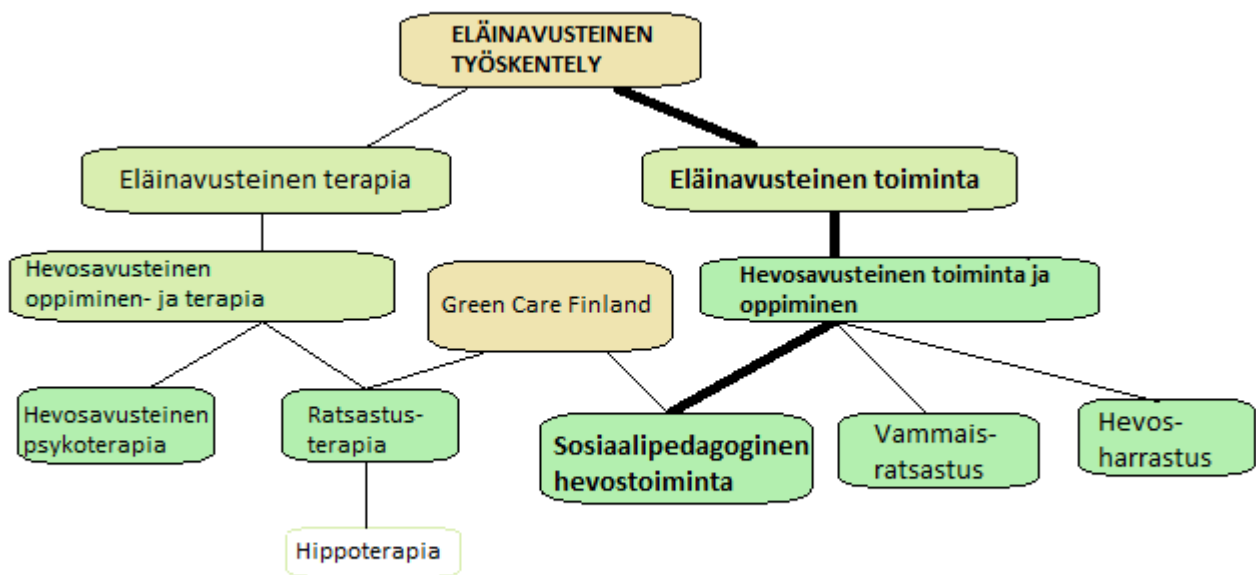 ELÄINAVUSTEINEN
TYÖSKENTELY
Eläinavusteinen terapia
Eläinavusteinen toiminta
Hevosavusteinen
oppiminen- ja terapia
Green Care Finland
Hevosavusteinen toiminta ja
oppiminen
Hevosavusteinen
psykoterapia
Ratsastus-
terapia
Sosiaalipedagoginen
hevostoiminta
Vammais-
ratsastus
Hevos-
harrastus
Hippoterapia